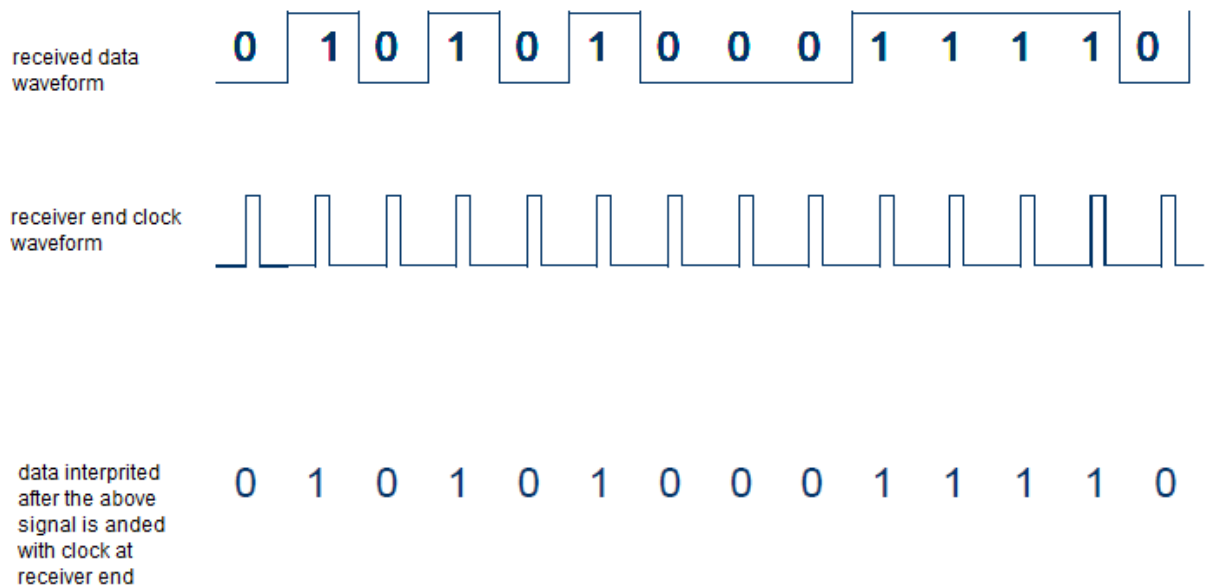 0 1 0 1 0 1 0 0 0 1 1 1 1 0
received data
waveform
receiver end clock
waveform
data interprited
after the above
signal is anded
with clock at
receiver end
0 1 0 1 0 1 0 0 0 1 1 1 1 0